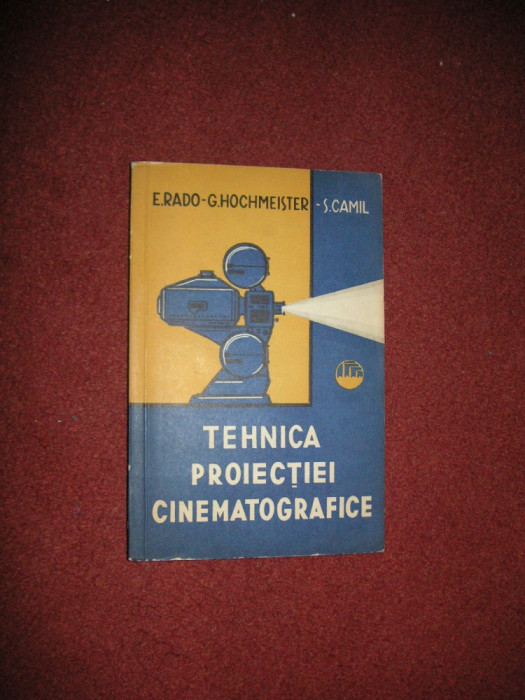 E.RADO-G.HOCHMEISTER-S.CAMIL
TEHNICA
PROIECȚIEI
CINEMATOGRAFICE